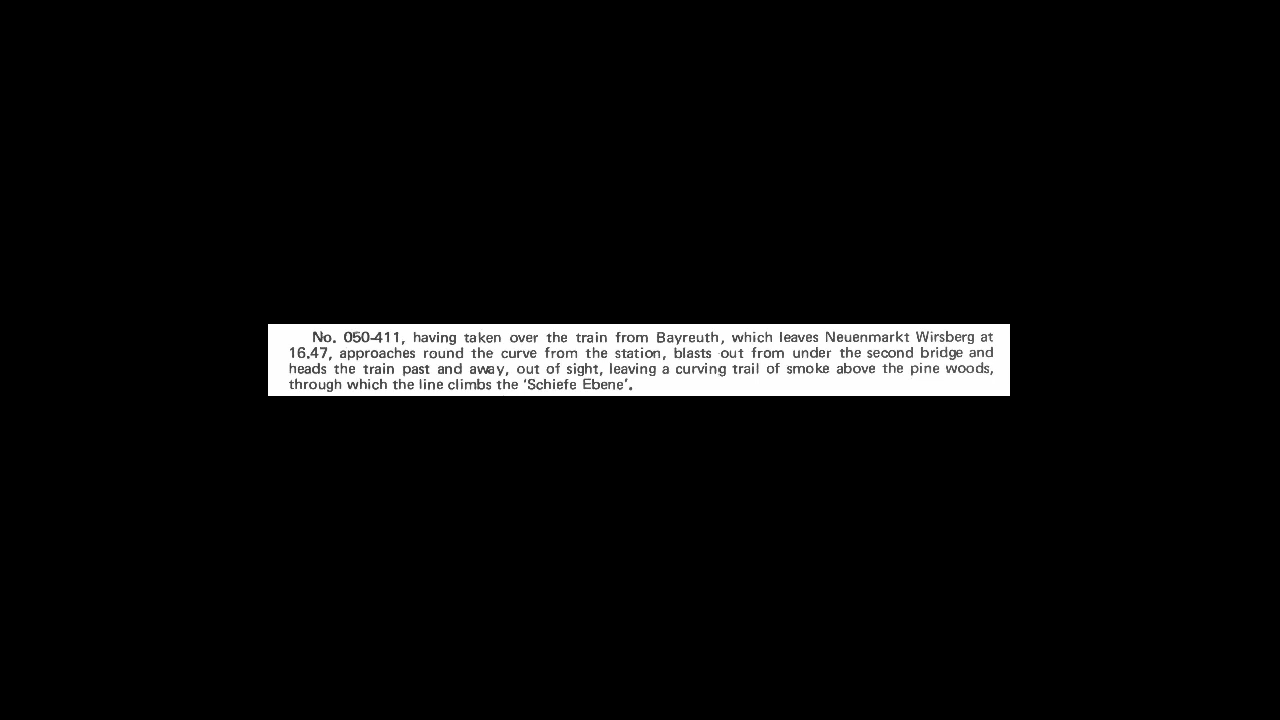 No. 050-411, having taken over the train from Bayreuth, which leaves Neuenmarkt Wirsberg at
16.47, approaches round the curve from the station, blasts out from under the second bridge and
heads the train past and away, out of sight, leaving a curving trail of smoke above the pine woods,
through which the line climbs the 'Schiefe Ebene'.